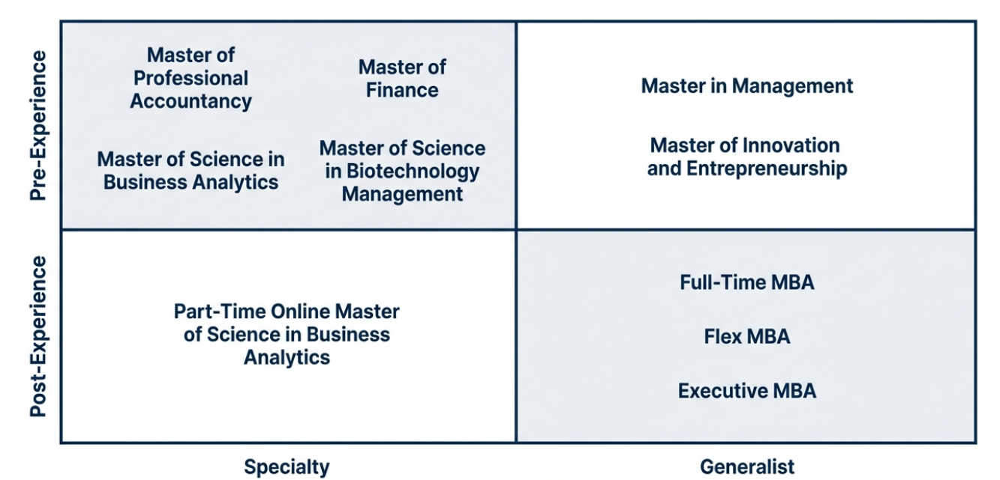 Pre-Experience
Master of
Professional
Accountancy
Master of
Finance
Master of Science in
Business Analytics
Master of Science
in Biotechnology
Management
Master in Management
Master of Innovation
and Entrepreneurship
Post-Experience
Part-Time Online Master
of Science in Business
Analytics
Full-Time MBA
Flex MBA
Executive MBA
Specialty
Generalist